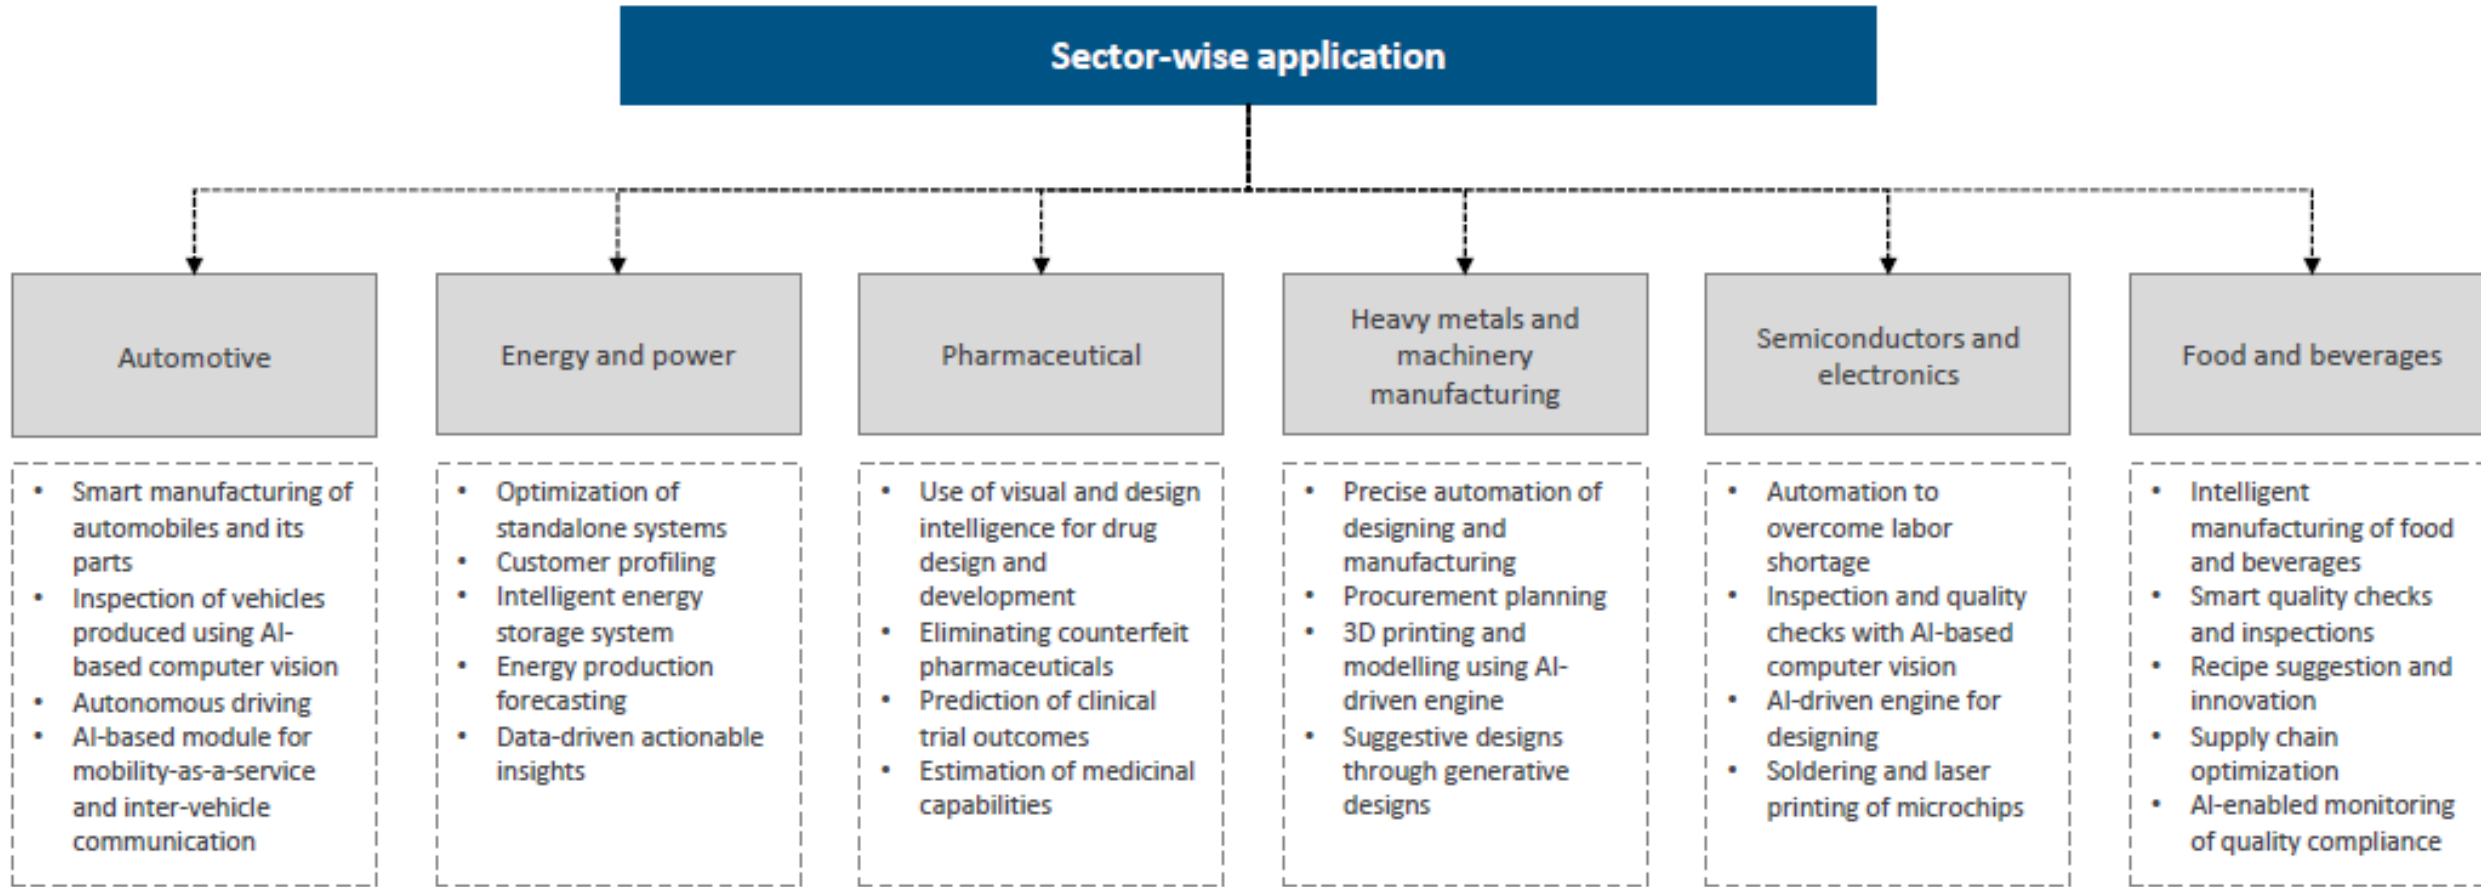 Sector-wise application
Automotive
Energy and power
Pharmaceutical
Heavy metals and
machinery
manufacturing
Semiconductors and
electronics
Food and beverages
• Smart manufacturing of
automobiles and its
parts
• Inspection of vehicles
produced using AI-
based computer vision
• Autonomous driving
• AI-based module for
mobility-as-a-service
and inter-vehicle
communication
• Optimization of
standalone systems
• Customer profiling
• Intelligent energy
storage system
• Energy production
forecasting
• Data-driven actionable
insights
• Use of visual and design
intelligence for drug
design and
development
• Eliminating counterfeit
pharmaceuticals
• Prediction of clinical
trial outcomes
• Estimation of medicinal
capabilities
• Precise automation of
designing and
manufacturing
• Procurement planning
• 3D printing and
modelling using AI-
driven engine
• Suggestive designs
through generative
designs
• Automation to
overcome labor
shortage
• Inspection and quality
checks with AI-based
computer vision
• AI-driven engine for
designing
• Soldering and laser
printing of microchips
• Intelligent
manufacturing of food
and beverages
• Smart quality checks
and inspections
• Recipe suggestion and
innovation
• Supply chain
optimization
• AI-enabled monitoring
of quality compliance